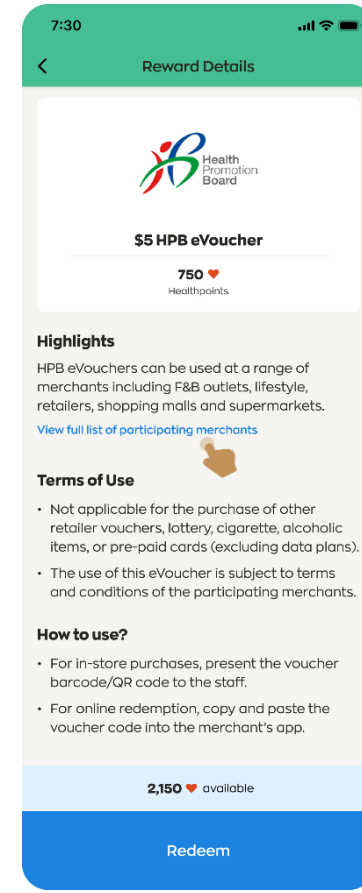 7:30
Reward Details
Health
Promotion
Board
$5 HPB eVoucher
750
Healthpoints
Highlights
HPB eVouchers can be used at a range of
merchants including F&B outlets, lifestyle,
retailers, shopping malls and supermarkets.
View full list of participating merchants
Terms of Use
• Not applicable for the purchase of other
retailer vouchers, lottery, cigarette, alcoholic
items, or pre-paid cards (excluding data plans).
• The use of this eVoucher is subject to terms
and conditions of the participating merchants.
How to use?
• For in-store purchases, present the voucher
barcode/QR code to the staff.
• For online redemption, copy and paste the
voucher code into the merchant's app.
2,150 available
Redeem